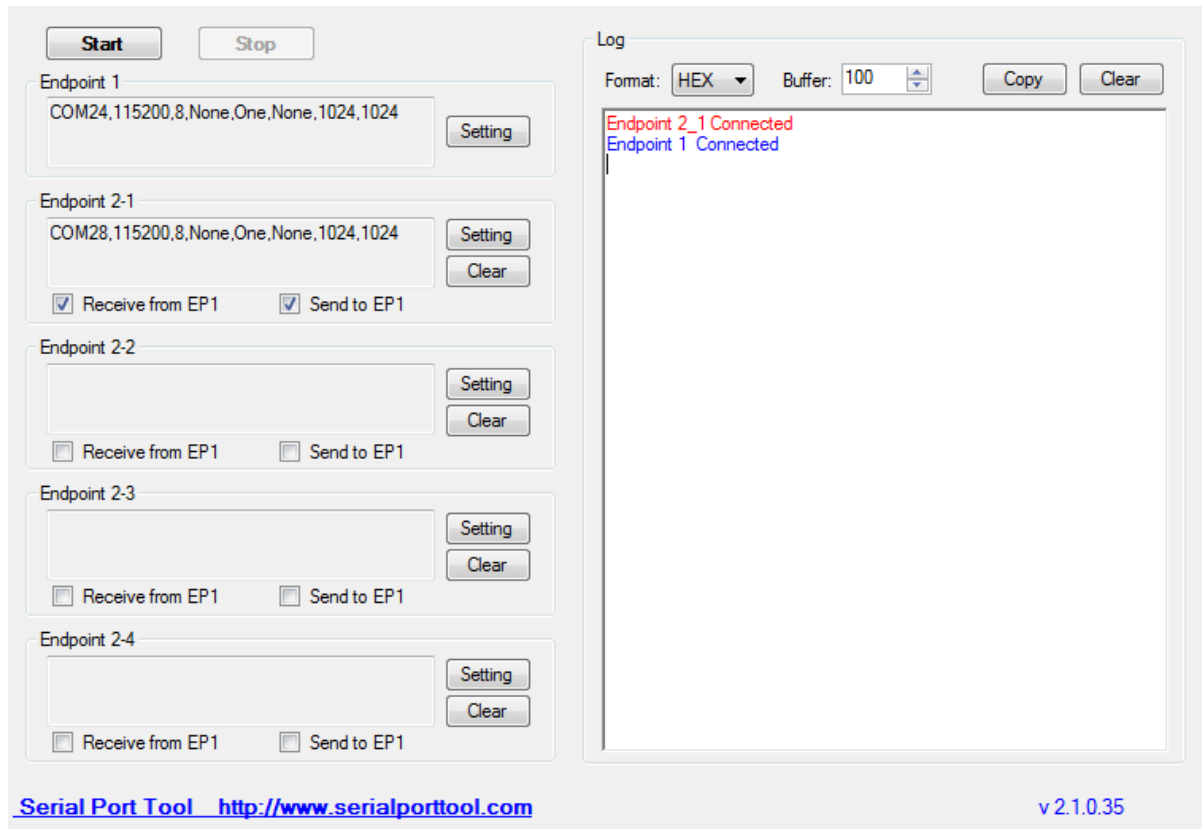 Start Stop
Endpoint 1
COM24,115200,8,None,One,None,1024,1024
Setting
Endpoint 2-1
COM28,115200,8,None,One,None,1024,1024
Setting
Clear
Receive from EP1 Send to EP1
Endpoint 2-2
Setting
Clear
Receive from EP1 Send to EP1
Endpoint 2-3
Setting
Clear
Receive from EP1 Send to EP1
Endpoint 2-4
Setting
Clear
Receive from EP1 Send to EP1
Log
Format: HEX Buffer: 100 Copy Clear
Endpoint 2_1 Connected
Endpoint 1 Connected
Serial Port Tool http://www.serialporttool.com
v 2.1.0.35